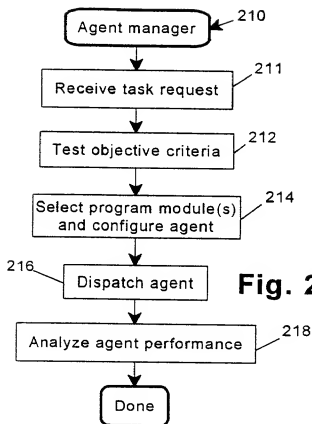 Agent manager
210
211
Receive task request
212
Test objective criteria
214
Select program module(s)
and configure agent
216
Dispatch agent
Fig. 2
218
Analyze agent performance
Done